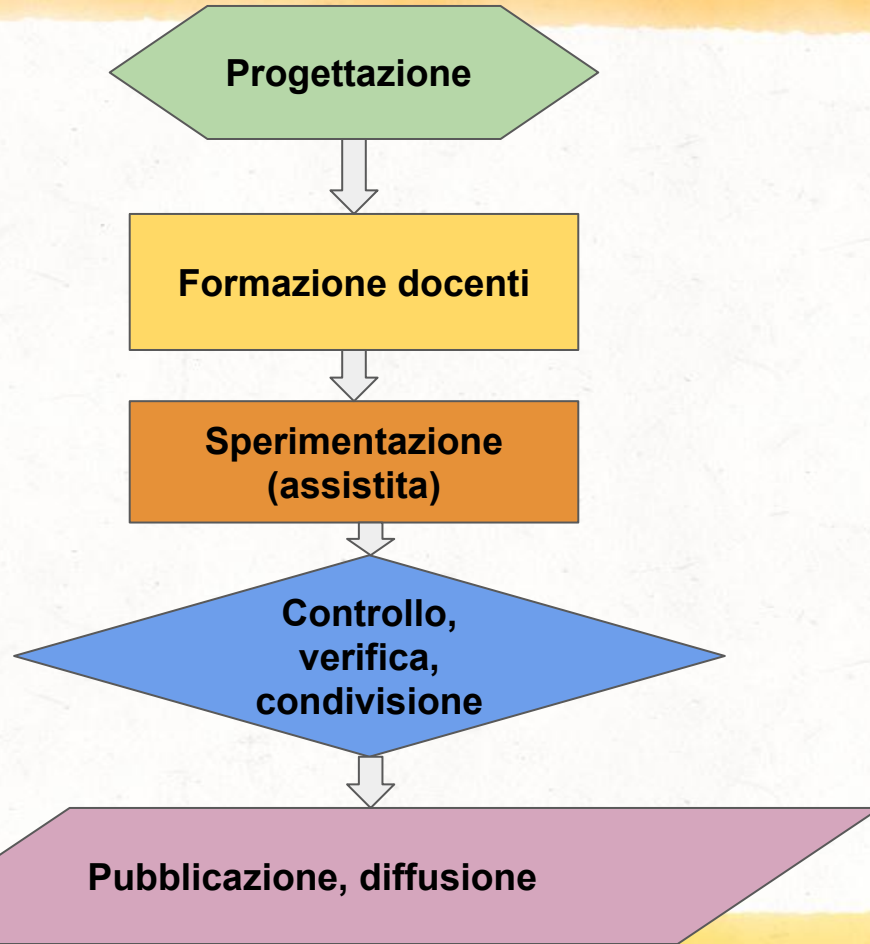 Progettazione
Formazione docenti
Sperimentazione
(assistita)
Controllo,
verifica,
condivisione
Pubblicazione, diffusione